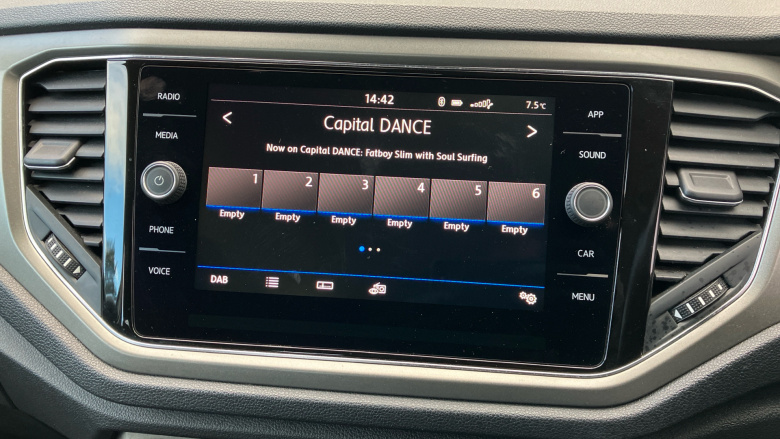 RADIO
MEDIA
PHONE
VOICE
14:42
7.5°C
Capital DANCE
Now on Capital DANCE: Fatboy Slim with Soul Surfing
1 2 3 4 5 6
Empty Empty Empty Empty Empty Empty
DAB
APP
SOUND
CAR
MENU